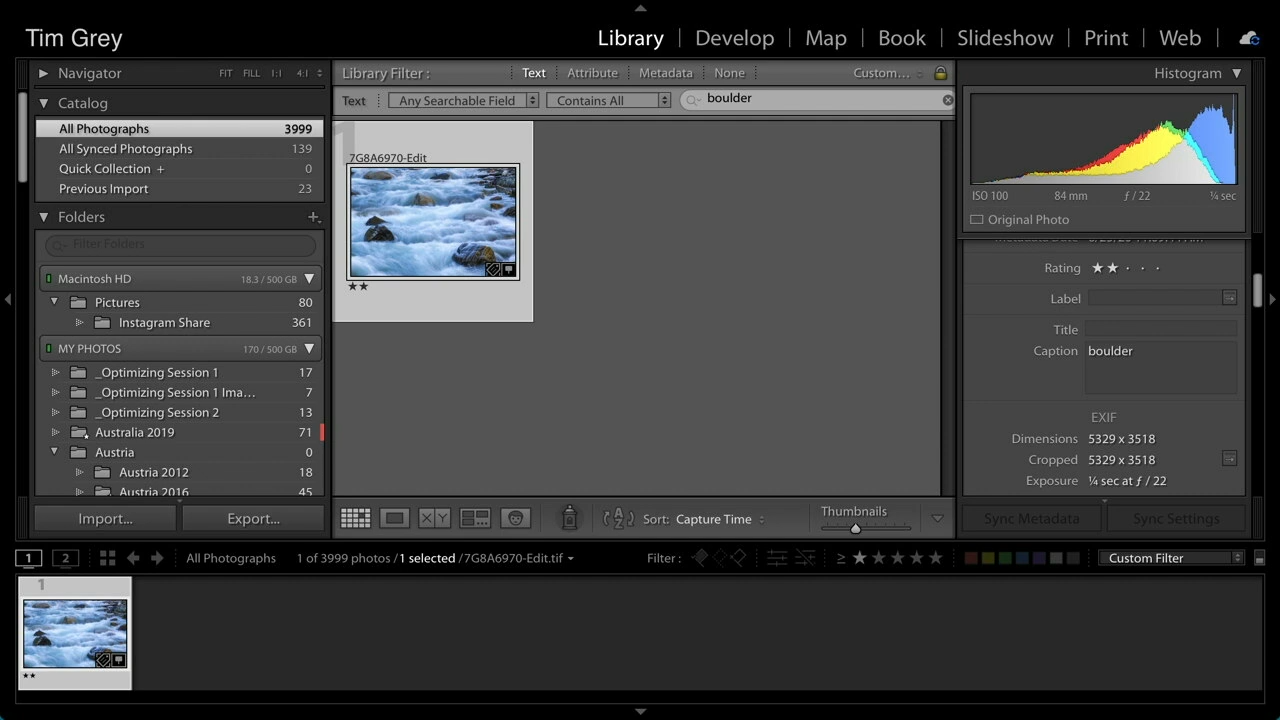 Tim Grey
Library | Develop | Map | Book | Slideshow | Print | Web |
Navigator FIT FILL 1:1 4:1
Catalog
All Photographs 3999
All Synced Photographs 139
Quick Collection + 0
Previous Import 23
Folders +
Filter Folders
Macintosh HD 18.3 / 500 GB
Pictures 80
Instagram Share 361
MY PHOTOS 170 / 500 GB
_Optimizing Session 1 17
_Optimizing Session 1 Ima… 7
_Optimizing Session 2 13
Australia 2019 71
Austria 0
Austria 2012 18
Austria 2016 45
Import... Export...
Library Filter : Text Attribute Metadata None Custom…
Text Any Searchable Field Contains All boulder
1
7G8A6970-Edit
★★
Sort: Capture Time Thumbnails
Histogram
ISO 100 84 mm ƒ / 22 ¼ sec
Original Photo
Rating ★ ★ · · ·
Label
Title
Caption boulder
EXIF
Dimensions 5329 x 3518
Cropped 5329 x 3518
Exposure ¼ sec at ƒ / 22
Sync Metadata Sync Settings
1 2 All Photographs 1 of 3999 photos / 1 selected / 7G8A6970-Edit.tif Filter : ≥ ★ ★ ★ ★ ★ Custom Filter
1
★★